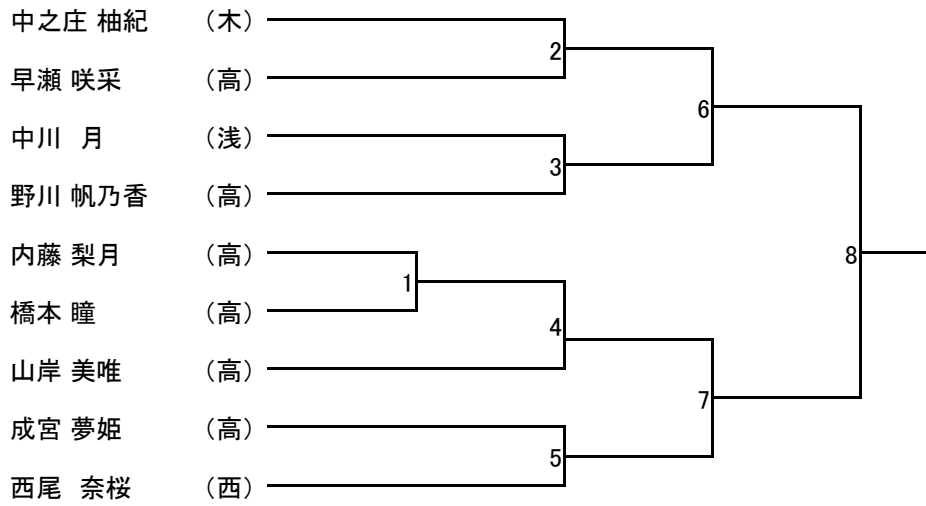 中之庄 柚紀 （木）
2
早瀬 咲采 （高）
6
中川 月 （浅）
3
野川 帆乃香 （高）
内藤 梨月 （高）
8
1
橋本 瞳 （高）
4
山岸 美唯 （高）
7
成宮 夢姫 （高）
5
西尾 奈桜 （西）